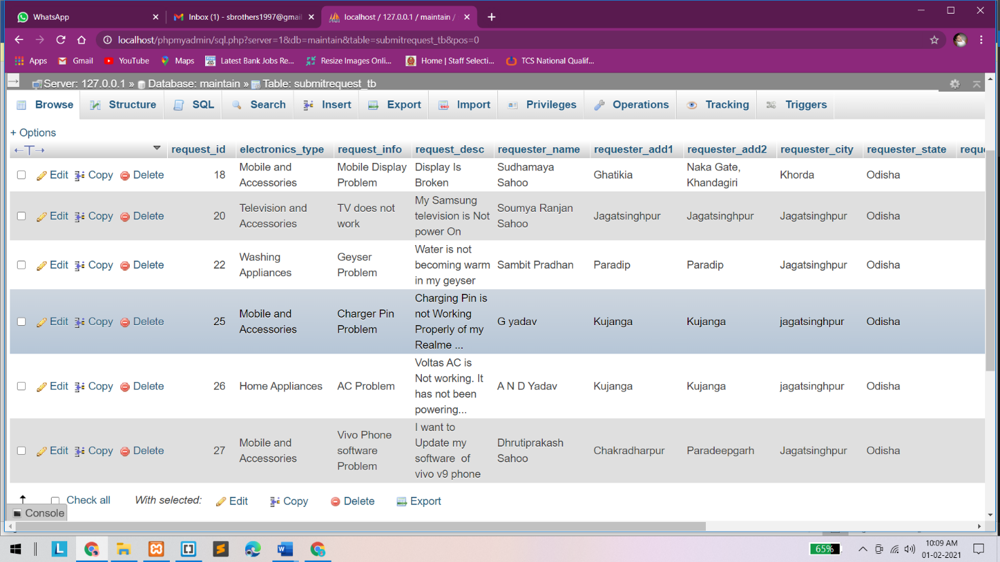 WhatsApp
Inbox (1) - sbrothers1997@gmail
localhost / 127.0.0.1 / maintain /
localhost/phpmyadmin/sql.php?server=1&db=maintain&table=submitrequest_tb&pos=0
Apps Gmail YouTube Maps Latest Bank Jobs Re... Resize Images Onli... Home | Staff Selecti... TCS National Qualif...
Server: 127.0.0.1 » Database: maintain » Table: submitrequest_tb
Browse Structure SQL Search Insert Export Import Privileges Operations Tracking Triggers
+ Options
request_id electronics_type request_info request_desc requester_name requester_add1 requester_add2 requester_city requester_state
Edit Copy Delete 18 Mobile and Accessories Mobile Display Problem Display Is Broken Sudhamaya Sahoo Ghatikia Naka Gate, Khandagiri Khorda Odisha
Edit Copy Delete 20 Television and Accessories TV does not work My Samsung television is Not power On Soumya Ranjan Sahoo Jagatsinghpur Jagatsinghpur Jagatsinghpur Odisha
Edit Copy Delete 22 Washing Appliances Geyser Problem Water is not becoming warm in my geyser Sambit Pradhan Paradip Paradip Jagatsinghpur Odisha
Edit Copy Delete 25 Mobile and Accessories Charger Pin Problem Charging Pin is not Working Properly of my Realme ... G yadav Kujanga Kujanga jagatsinghpur Odisha
Edit Copy Delete 26 Home Appliances AC Problem Voltas AC is Not working. It has not been powering... A N D Yadav Kujanga Kujanga jagatsinghpur Odisha
Edit Copy Delete 27 Mobile and Accessories Vivo Phone software Problem I want to Update my software of vivo v9 phone Dhrutiprakash Sahoo Chakradharpur Paradeepgarh Jagatsinghpur Odisha
Check all With selected: Edit Copy Delete Export
Console
65%
10:09 AM
01-02-2021